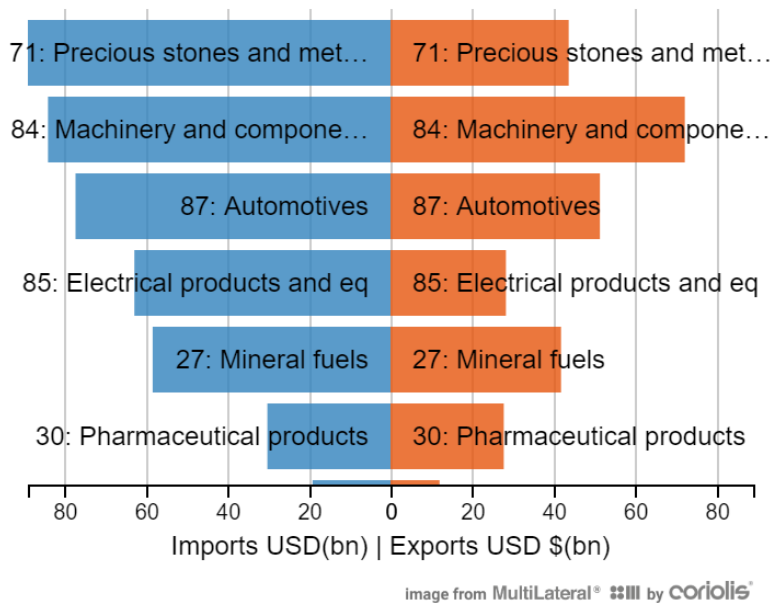 71: Precious stones and met… 71: Precious stones and met…
84: Machinery and compone… 84: Machinery and compone…
87: Automotives 87: Automotives
85: Electrical products and eq 85: Electrical products and eq
27: Mineral fuels 27: Mineral fuels
30: Pharmaceutical products 30: Pharmaceutical products
80 60 40 20 0 20 40 60 80
Imports USD(bn) | Exports USD $(bn)
image from MultiLateral® by coriolis